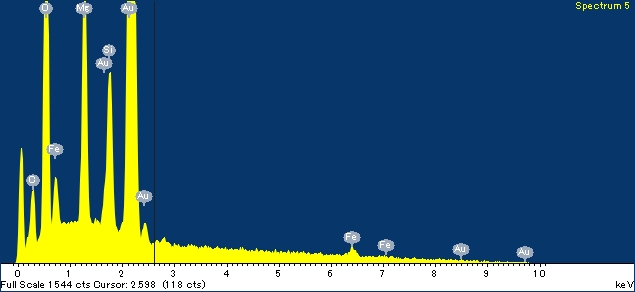 Spectrum 5
O Mg Au
Si
Au
Fe
C
Au
Fe Fe Au Au
0 1 2 3 4 5 6 7 8 9 10
Full Scale 1544 cts Cursor: 2.598 (118 cts) keV